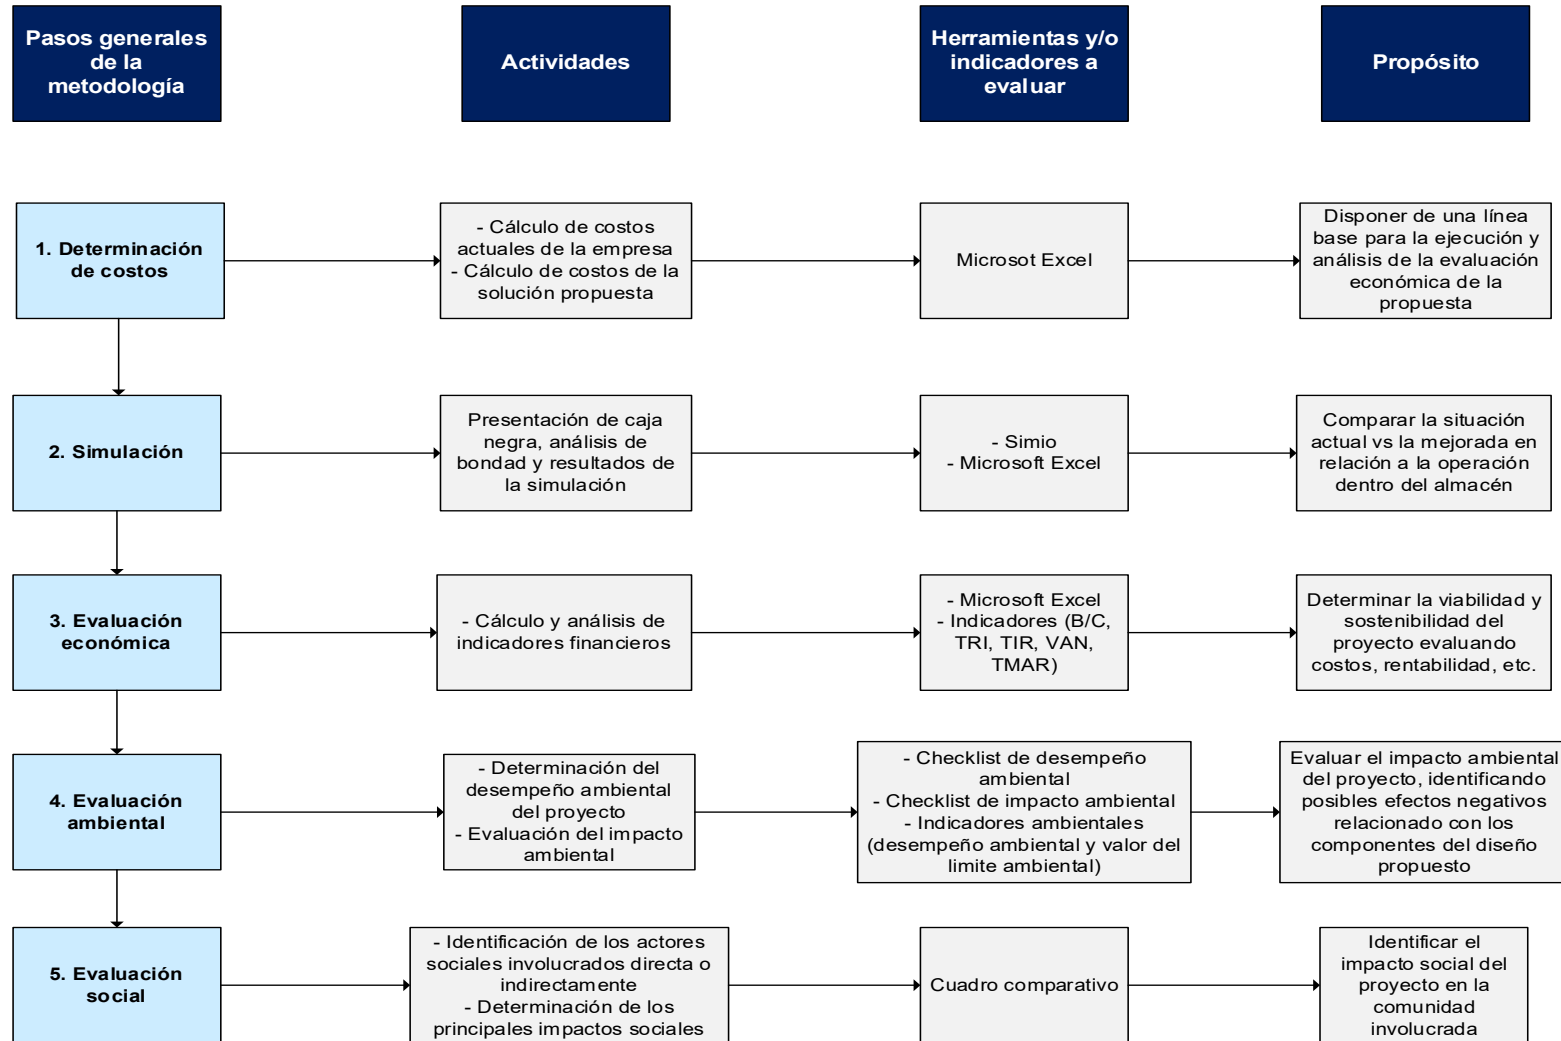 Pasos generales
de la
metodología
Actividades
Herramientas y/o
indicadores a
evaluar
Propósito
1. Determinación
de costos
- Cálculo de costos
actuales de la empresa
- Cálculo de costos de la
solución propuesta
Microsot Excel
Disponer de una línea
base para la ejecución y
análisis de la evaluación
económica de la
propuesta
2. Simulación
Presentación de caja
negra, análisis de
bondad y resultados de
la simulación
- Simio
- Microsoft Excel
Comparar la situación
actual vs la mejorada en
relación a la operación
dentro del almacén
3. Evaluación
económica
- Cálculo y análisis de
indicadores financieros
- Microsoft Excel
- Indicadores (B/C,
TRI, TIR, VAN,
TMAR)
Determinar la viabilidad y
sostenibilidad del
proyecto evaluando
costos, rentabilidad, etc.
4. Evaluación
ambiental
- Determinación del
desempeño ambiental
del proyecto
- Evaluación del impacto
ambiental
- Checklist de desempeño
ambiental
- Checklist de impacto ambiental
- Indicadores ambientales
(desempeño ambiental y valor del
limite ambiental)
Evaluar el impacto ambiental
del proyecto, identificando
posibles efectos negativos
relacionado con los
componentes del diseño
propuesto
5. Evaluación
social
- Identificación de los actores
sociales involucrados directa o
indirectamente
- Determinación de los
principales impactos sociales
Cuadro comparativo
Identificar el
impacto social del
proyecto en la
comunidad
involucrada